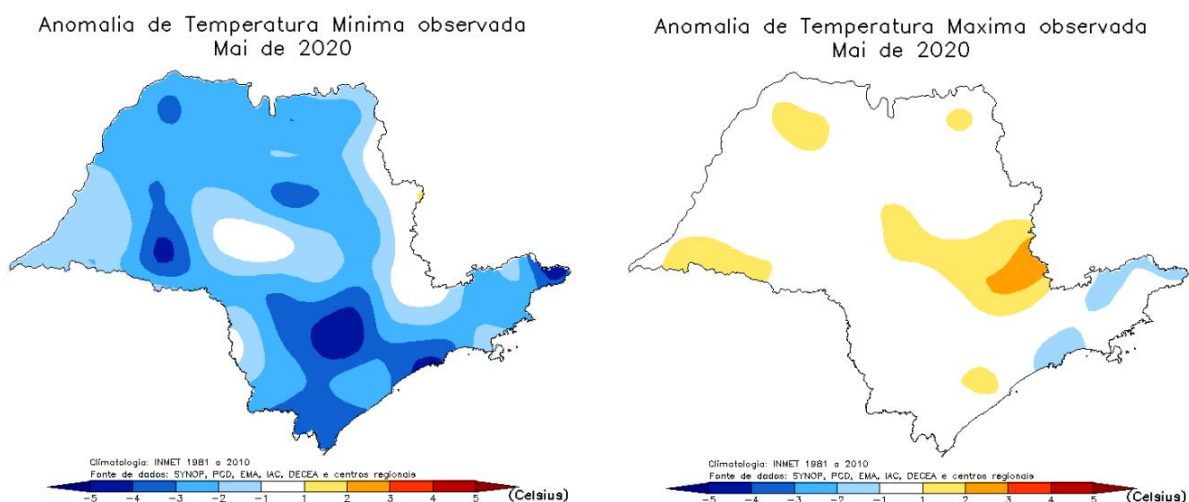 Anomalia de Temperatura Minima observada
Mai de 2020
Climatologia: INMET 1981 a 2010
Fonte de dados: SYNOP, PCD, EMA, IAC, DECEA e centros regionais
-5 -4 -3 -2 -1 1 2 3 4 5 (Celsius)
Anomalia de Temperatura Maxima observada
Mai de 2020
Climatologia: INMET 1981 a 2010
Fonte de dados: SYNOP, PCD, EMA, IAC, DECEA e centros regionais
-5 -4 -3 -2 -1 1 2 3 4 5 (Celsius)